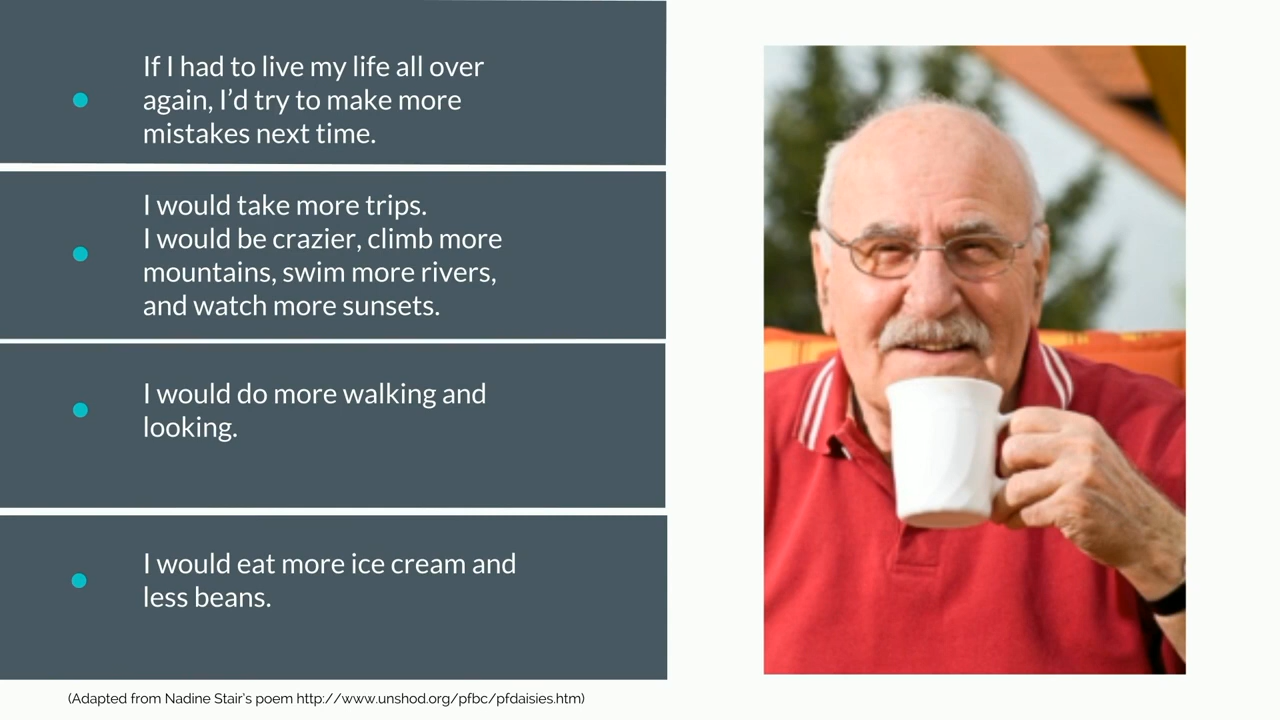 If I had to live my life all over
again, I’d try to make more
mistakes next time.
I would take more trips.
I would be crazier, climb more
mountains, swim more rivers,
and watch more sunsets.
I would do more walking and
looking.
I would eat more ice cream and
less beans.
(Adapted from Nadine Stair's poem http://www.unshod.org/pfbc/pfdaisies.htm)